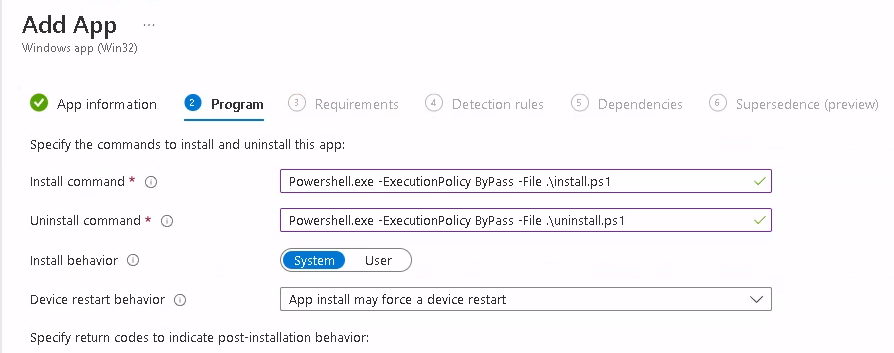 Add App ...
Windows app (Win32)
App information 2 Program 3 Requirements 4 Detection rules 5 Dependencies 6 Supersedence (preview)
Specify the commands to install and uninstall this app:
Install command * Powershell.exe -ExecutionPolicy ByPass -File .\install.ps1
Uninstall command * Powershell.exe -ExecutionPolicy ByPass -File .\uninstall.ps1
Install behavior System User
Device restart behavior App install may force a device restart
Specify return codes to indicate post-installation behavior: